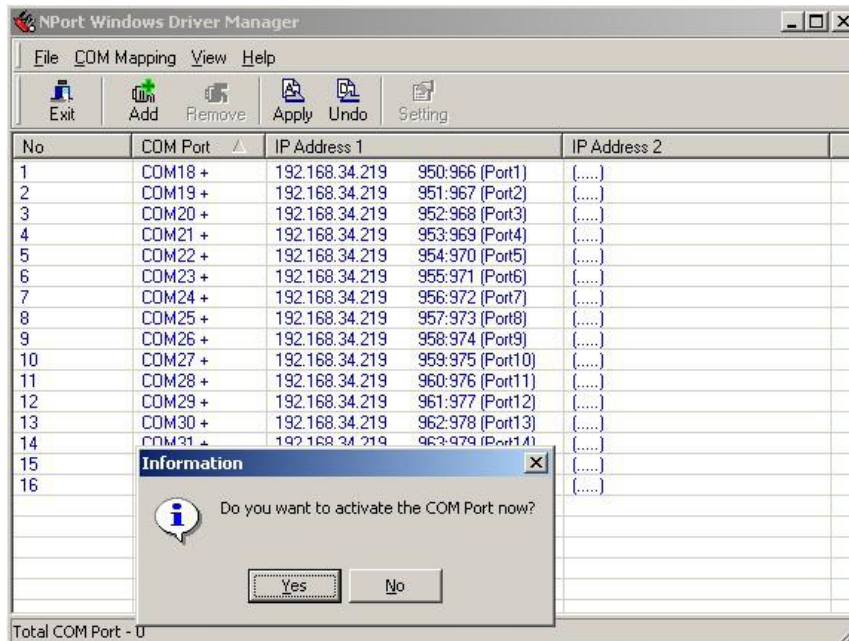 NPort Windows Driver Manager
File COM Mapping View Help
Exit Add Remove Apply Undo Setting
No COM Port IP Address 1 IP Address 2
1 COM18 + 192.168.34.219 950:966 (Port1) (.....)
2 COM19 + 192.168.34.219 951:967 (Port2) (.....)
3 COM20 + 192.168.34.219 952:968 (Port3) (.....)
4 COM21 + 192.168.34.219 953:969 (Port4) (.....)
5 COM22 + 192.168.34.219 954:970 (Port5) (.....)
6 COM23 + 192.168.34.219 955:971 (Port6) (.....)
7 COM24 + 192.168.34.219 956:972 (Port7) (.....)
8 COM25 + 192.168.34.219 957:973 (Port8) (.....)
9 COM26 + 192.168.34.219 958:974 (Port9) (.....)
10 COM27 + 192.168.34.219 959:975 (Port10) (.....)
11 COM28 + 192.168.34.219 960:976 (Port11) (.....)
12 COM29 + 192.168.34.219 961:977 (Port12) (.....)
13 COM30 + 192.168.34.219 962:978 (Port13) (.....)
14 COM31 + 192.168.34.219 963:979 (Port14) (.....)
15 (.....)
16 (.....)
Information
Do you want to activate the COM Port now?
Yes No
Total COM Port - 0